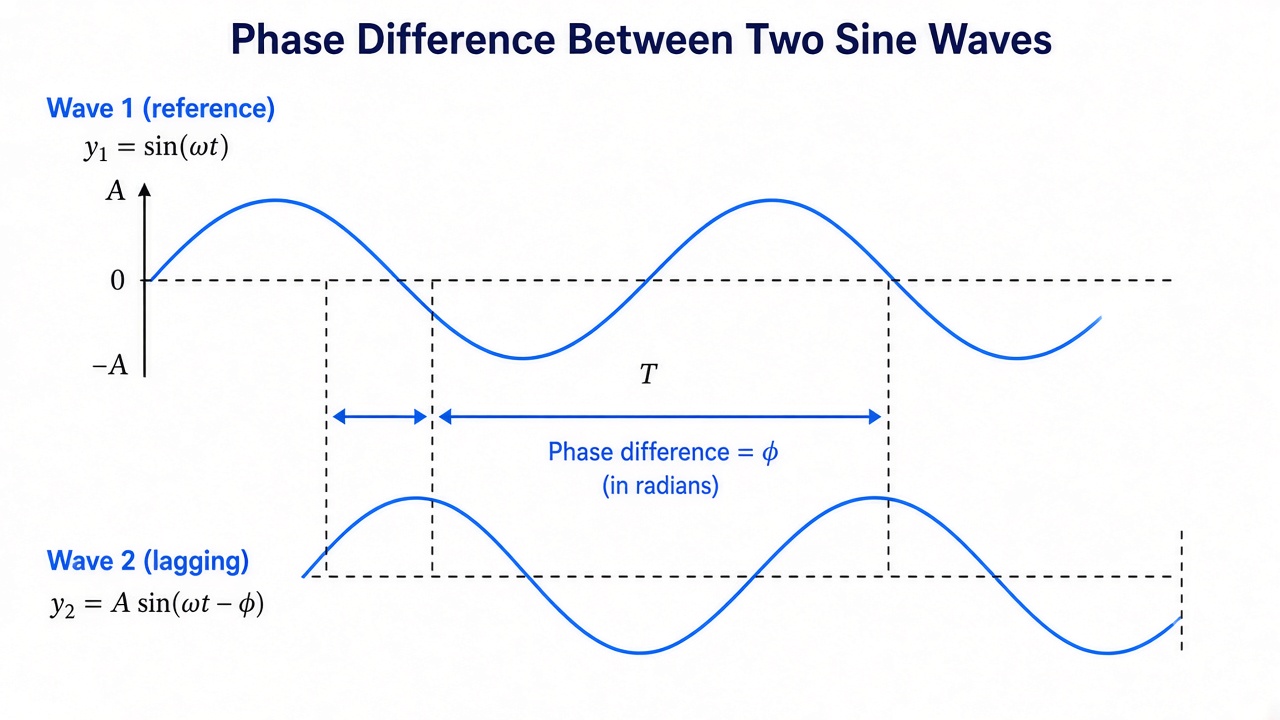 Phase Difference Between Two Sine Waves
Wave 1 (reference)
y₁ = sin(ωt)
A
0
−A
T
Phase difference = ϕ
(in radians)
Wave 2 (lagging)
y₂ = A sin(ωt − ϕ)